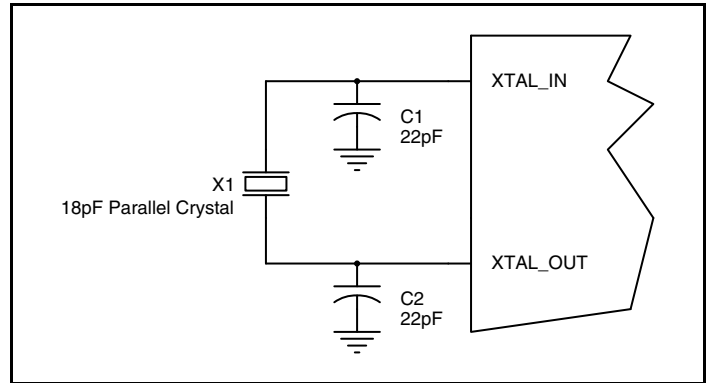 XTAL_IN
C1
22pF
X1
18pF Parallel Crystal
XTAL_OUT
C2
22pF